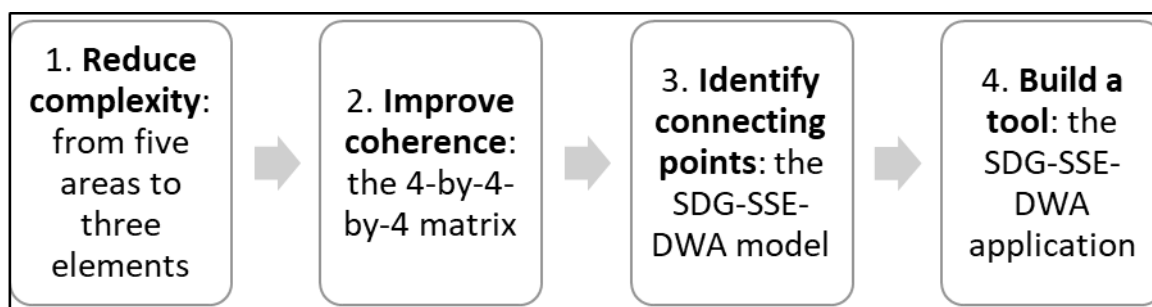 1. Reduce
complexity:
from five
areas to
three
elements
2. Improve
coherence:
the 4-by-4-
by-4 matrix
3. Identify
connecting
points: the
SDG-SSE-
DWA model
4. Build a
tool: the
SDG-SSE-
DWA
application